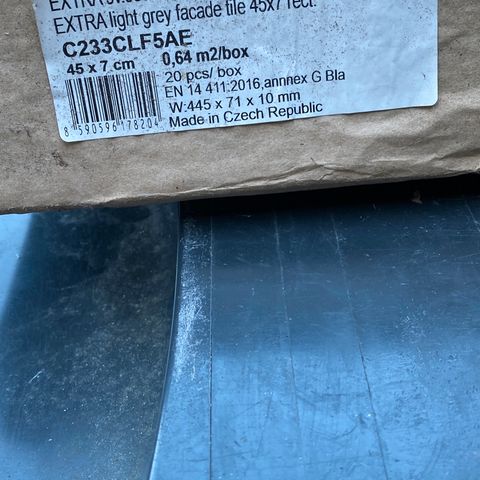 EXTRA
EXTRA light grey facade tile 45x7 rect.
C233CLF5AE
45 x 7 cm 0,64 m2/box
20 pcs/ box
EN 14 411:2016,annnex G Bla
W:445 x 71 x 10 mm
Made in Czech Republic
8 590596 178204